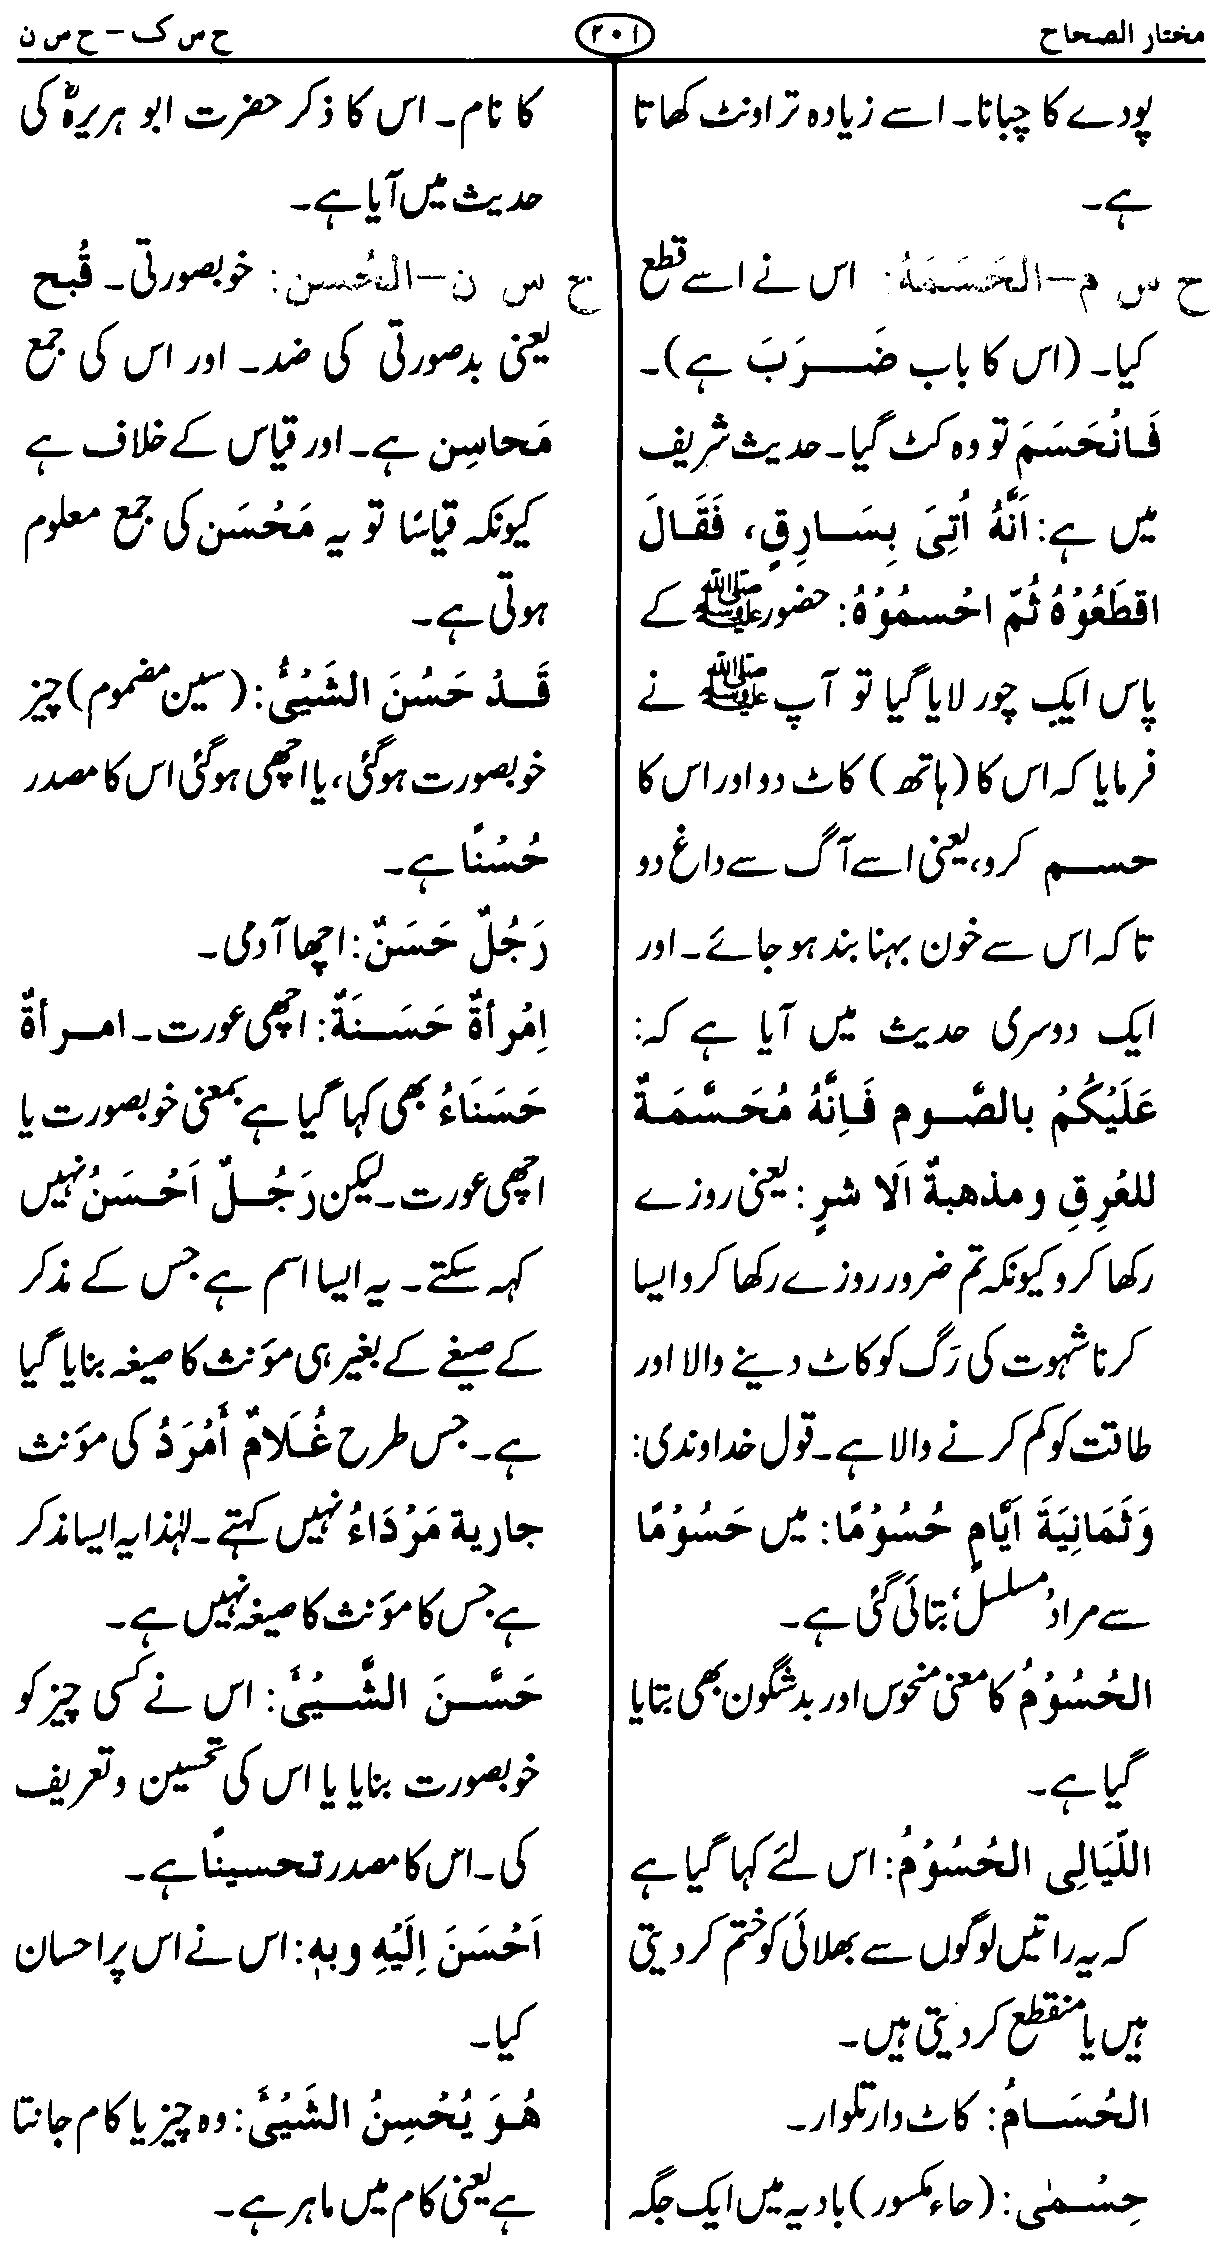 مختار الصحاح
۲۰۱
ح س ک – ح س ن
پودے کا چبانا۔ اسے زیادہ تر اونٹ کھاتا
ہے۔
ح س م – الحَسَمَهُ: اس نے اسے قطع
کیا۔ (اس کا باب ضَرَبَ ہے)۔
فَانْحَسَمَ تو وہ کٹ گیا۔ حدیث شریف
میں ہے: اَنَّهُ اُتِىَ بِسَارِقٍ، فَقَالَ
اقطَعُوْهُ ثُمّ احْسمُوْهُ: حضور ﷺ کے
پاس ایک چور لایا گیا تو آپ ﷺ نے
فرمایا کہ اس کا (ہاتھ) کاٹ دو اور اس کا
حسم کرو، یعنی اسے آگ سے داغ دو
تا کہ اس سے خون بہنا بند ہو جائے۔ اور
ایک دوسری حدیث میں آیا ہے کہ:
عَلَيْكُمْ بالصَّوم فَاِنَّهُ مُحَسَّمَةٌ
للعُرِقِ ومذهبةٌ اَلا شرٍ: یعنی روزے
رکھا کرو کیونکہ تم ضرور روزے رکھا کرو ایسا
کرنا شہوت کی رَگ کو کاٹ دینے والا اور
طاقت کو کم کرنے والا ہے۔ قول خداوندی:
وَثَمَانِيَةَ اَيَّامٍ حُسُوْمًا: میں حَسُوْمًا
سے مراد 'مسلسل' بتائی گئی ہے۔
الحُسُوْمُ کا معنی منحوس اور بدشگون بھی بتایا
گیا ہے۔
اللّيَالِى الحُسُوْمُ: اس لئے کہا گیا ہے
کہ یہ راتیں لوگوں سے بھلائی کو ختم کر دیتی
ہیں یا منقطع کر دیتی ہیں۔
الحُسَامُ: کاٹ دار تلوار۔
حِسْمٰی: (حاء مکسور) بادیہ میں ایک جگہ
کا نام۔ اس کا ذکر حضرت ابو ہریرہؓ کی
حدیث میں آیا ہے۔
ح س ن – الحُسن: خوبصورتی۔ قُبح
یعنی بدصورتی کی ضد۔ اور اس کی جمع
مَحاسِن ہے۔ اور قیاس کے خلاف ہے
کیونکہ قیاسًا تو یہ مَحْسَن کی جمع معلوم
ہوتی ہے۔
قَدْ حَسُنَ الشَيْئُ: (سین مضموم) چیز
خوبصورت ہوگئی، یا اچھی ہوگئی اس کا مصدر
حُسْنًا ہے۔
رَجُلٌ حَسَنٌ: اچھا آدمی۔
اِمْرأةٌ حَسَنَةٌ: اچھی عورت۔ امرأةٌ
حَسَنَاءُ بھی کہا گیا ہے بمعنی خوبصورت یا
اچھی عورت۔ لیکن رَجُلٌ اَحْسَنُ نہیں
کہہ سکتے۔ یہ ایسا اسم ہے جس کے مذکر
کے صیغے کے بغیر ہی مؤنث کا صیغہ بنایا گیا
ہے۔ جس طرح غُلَامٌ أَمْرَدُ کی مؤنث
جارية مَرْدَاءُ نہیں کہتے۔ لہٰذا یہ ایسا مذکر
ہے جس کا مؤنث کا صیغہ نہیں ہے۔
حَسَّنَ الشَّيْئَ: اس نے کسی چیز کو
خوبصورت بنایا یا اس کی تحسین و تعریف
کی۔ اس کا مصدر تحسینًا ہے۔
اَحْسَنَ اِلَيْهِ وبه: اس نے اس پر احسان
کیا۔
هُوَ يُحْسِنُ الشَيْئَ: وہ چیز یا کام جانتا
ہے یعنی کام میں ماہر ہے۔